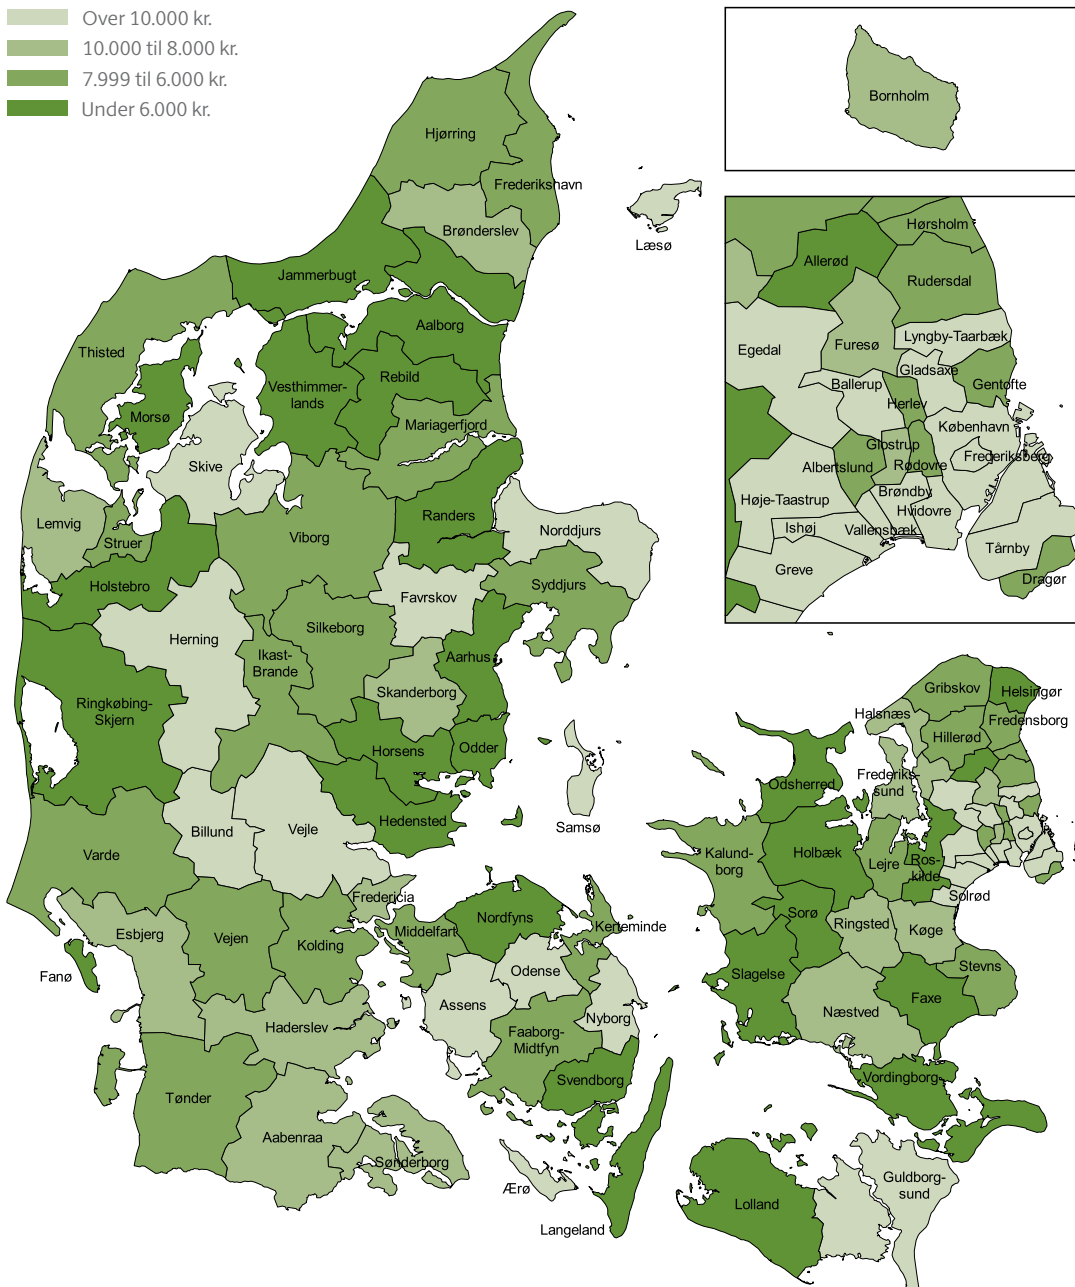 Over 10.000 kr.
10.000 til 8.000 kr.
7.999 til 6.000 kr.
Under 6.000 kr.
Hjørring
Frederikshavn
Brønderslev
Læsø
Jammerbugt
Aalborg
Thisted
Rebild
Vesthimmer-
lands
Morsø
Mariagerfjord
Skive
Lemvig
Struer
Randers
Norddjurs
Viborg
Holstebro
Syddjurs
Favrskov
Herning
Silkeborg
Ikast-
Brande
Aarhus
Skanderborg
Ringkøbing-
Skjern
Horsens
Odder
Hedensted
Samsø
Billund
Vejle
Varde
Fredericia
Esbjerg
Vejen
Kolding
Middelfart
Nordfyns
Kerteminde
Fanø
Odense
Assens
Nyborg
Haderslev
Faaborg-
Midtfyn
Svendborg
Tønder
Aabenraa
Sønderborg
Ærø
Langeland
Bornholm
Hørsholm
Allerød
Rudersdal
Egedal
Furesø
Lyngby-Taarbæk
Gladsaxe
Ballerup
Gentofte
Herlev
København
Glostrup
Frederiksberg
Albertslund
Rødovre
Høje-Taastrup
Brøndby
Hvidovre
Ishøj
Vallensbæk
Tårnby
Greve
Dragør
Gribskov
Helsingør
Halsnæs
Fredensborg
Hillerød
Frederiks-
sund
Odsherred
Kalund-
borg
Holbæk
Lejre
Ros-
kilde
Solrød
Sorø
Ringsted
Køge
Slagelse
Stevns
Næstved
Faxe
Vordingborg
Guldborg-
sund
Lolland